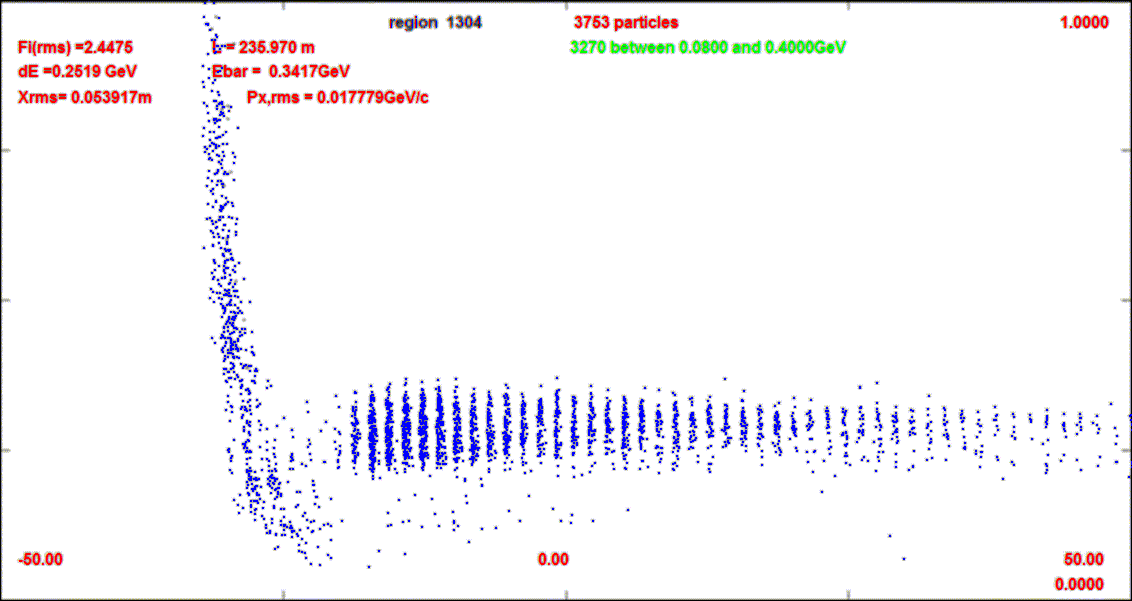 region 1304 3753 particles 1.0000
Fi(rms) =2.4475 L = 235.970 m 3270 between 0.0800 and 0.4000GeV
dE =0.2519 GeV Ebar = 0.3417GeV
Xrms= 0.053917m Px,rms = 0.017779GeV/c
-50.00 0.00 50.00
0.0000